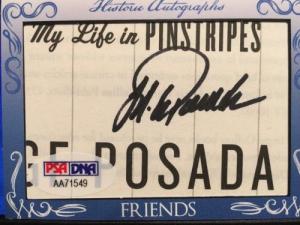 Historic Autographs
My Life in PINSTRIPES
GE POSADA
PSA DNA
AA71549
FRIENDS